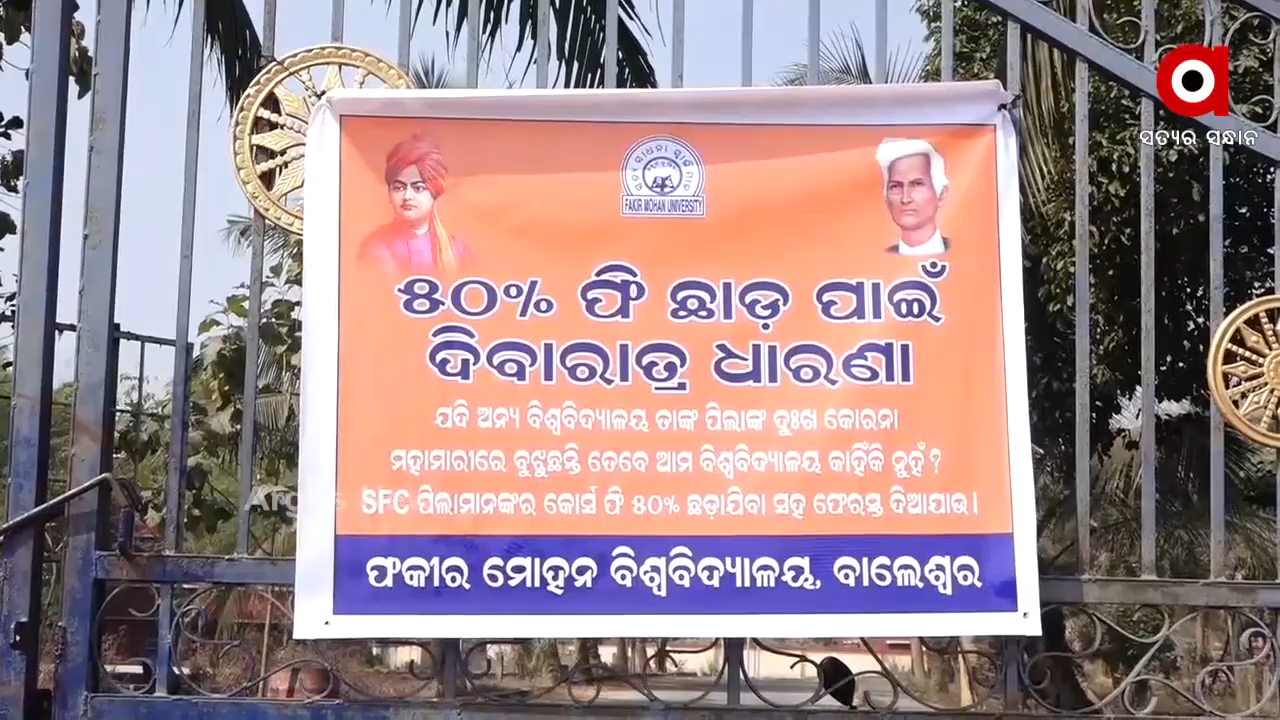 ସତ୍ୟର ସନ୍ଧାନ
FAKIR MOHAN UNIVERSITY
୫୦% ଫି ଛାଡ଼ ପାଇଁ
ଦିବାରାତ୍ର ଧାରଣା
ଯଦି ଅନ୍ୟ ବିଶ୍ୱବିଦ୍ୟାଳୟ ତାଙ୍କ ପିଲାଙ୍କ ଦୁଃଖ କୋରନା
ମହାମାରୀରେ ବୁଝୁଛନ୍ତି ତେବେ ଆମ ବିଶ୍ୱବିଦ୍ୟାଳୟ କାହିଁକି ନୁହଁ ?
SFC ପିଲାମାନଙ୍କର କୋର୍ସ ଫି ୫୦% ଛଡ଼ାଯିବା ସହ ଫେରସ୍ତ ଦିଆଯାଉ ।
ଫକୀର ମୋହନ ବିଶ୍ୱବିଦ୍ୟାଳୟ, ବାଲେଶ୍ୱର